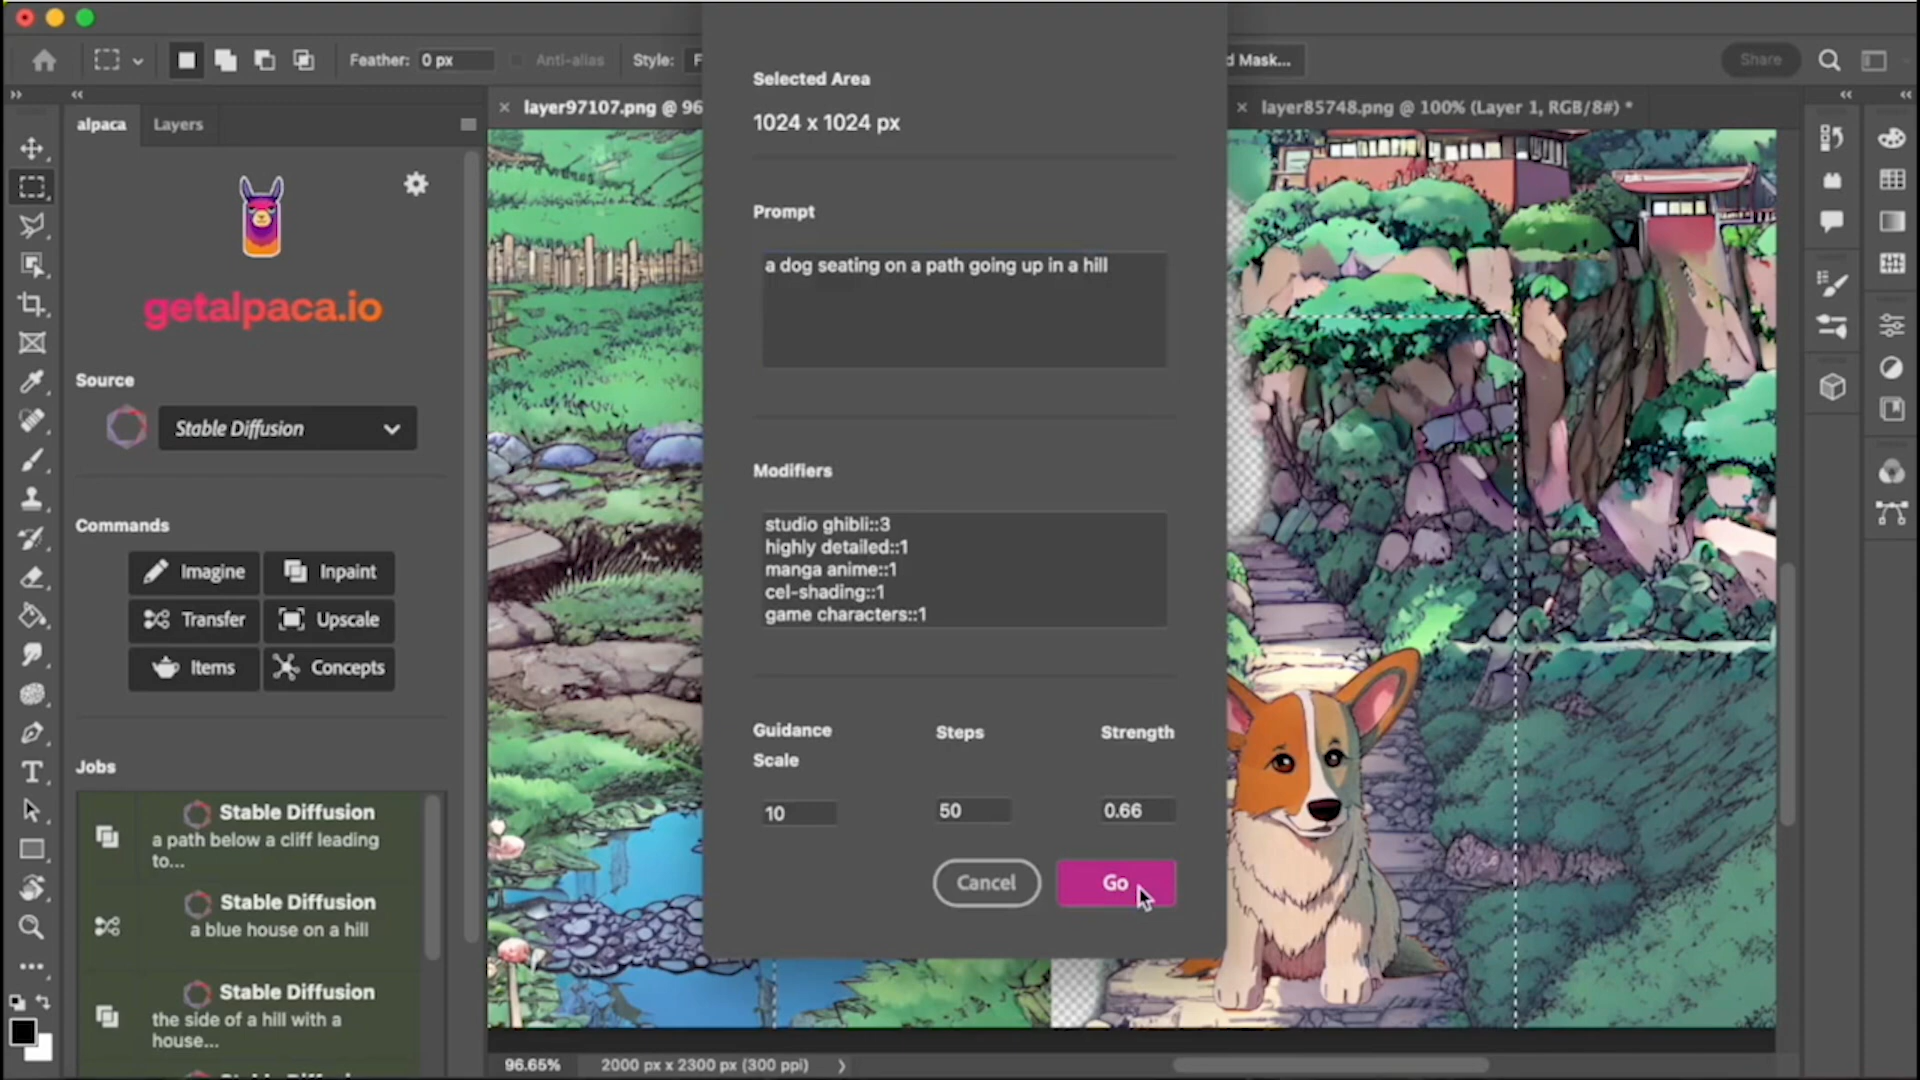 Feather:
0 px
Anti-alias
Style:
F
d Mask...
Share
alpaca
Layers
layer97107.png @ 96
layer85748.png @ 100% (Layer 1, RGB/8#) *
getalpaca.io
Source
Stable Diffusion
Commands
Imagine
Inpaint
Transfer
Upscale
Items
Concepts
Jobs
Stable Diffusion
a path below a cliff leading
to...
Stable Diffusion
a blue house on a hill
Stable Diffusion
the side of a hill with a
house...
Selected Area
1024 x 1024 px
Prompt
a dog seating on a path going up in a hill
Modifiers
studio ghibli::3
highly detailed::1
manga anime::1
cel-shading::1
game characters::1
Guidance
Scale
Steps
Strength
10
50
0.66
Cancel
Go
96.65%
2000 px x 2300 px (300 ppi)